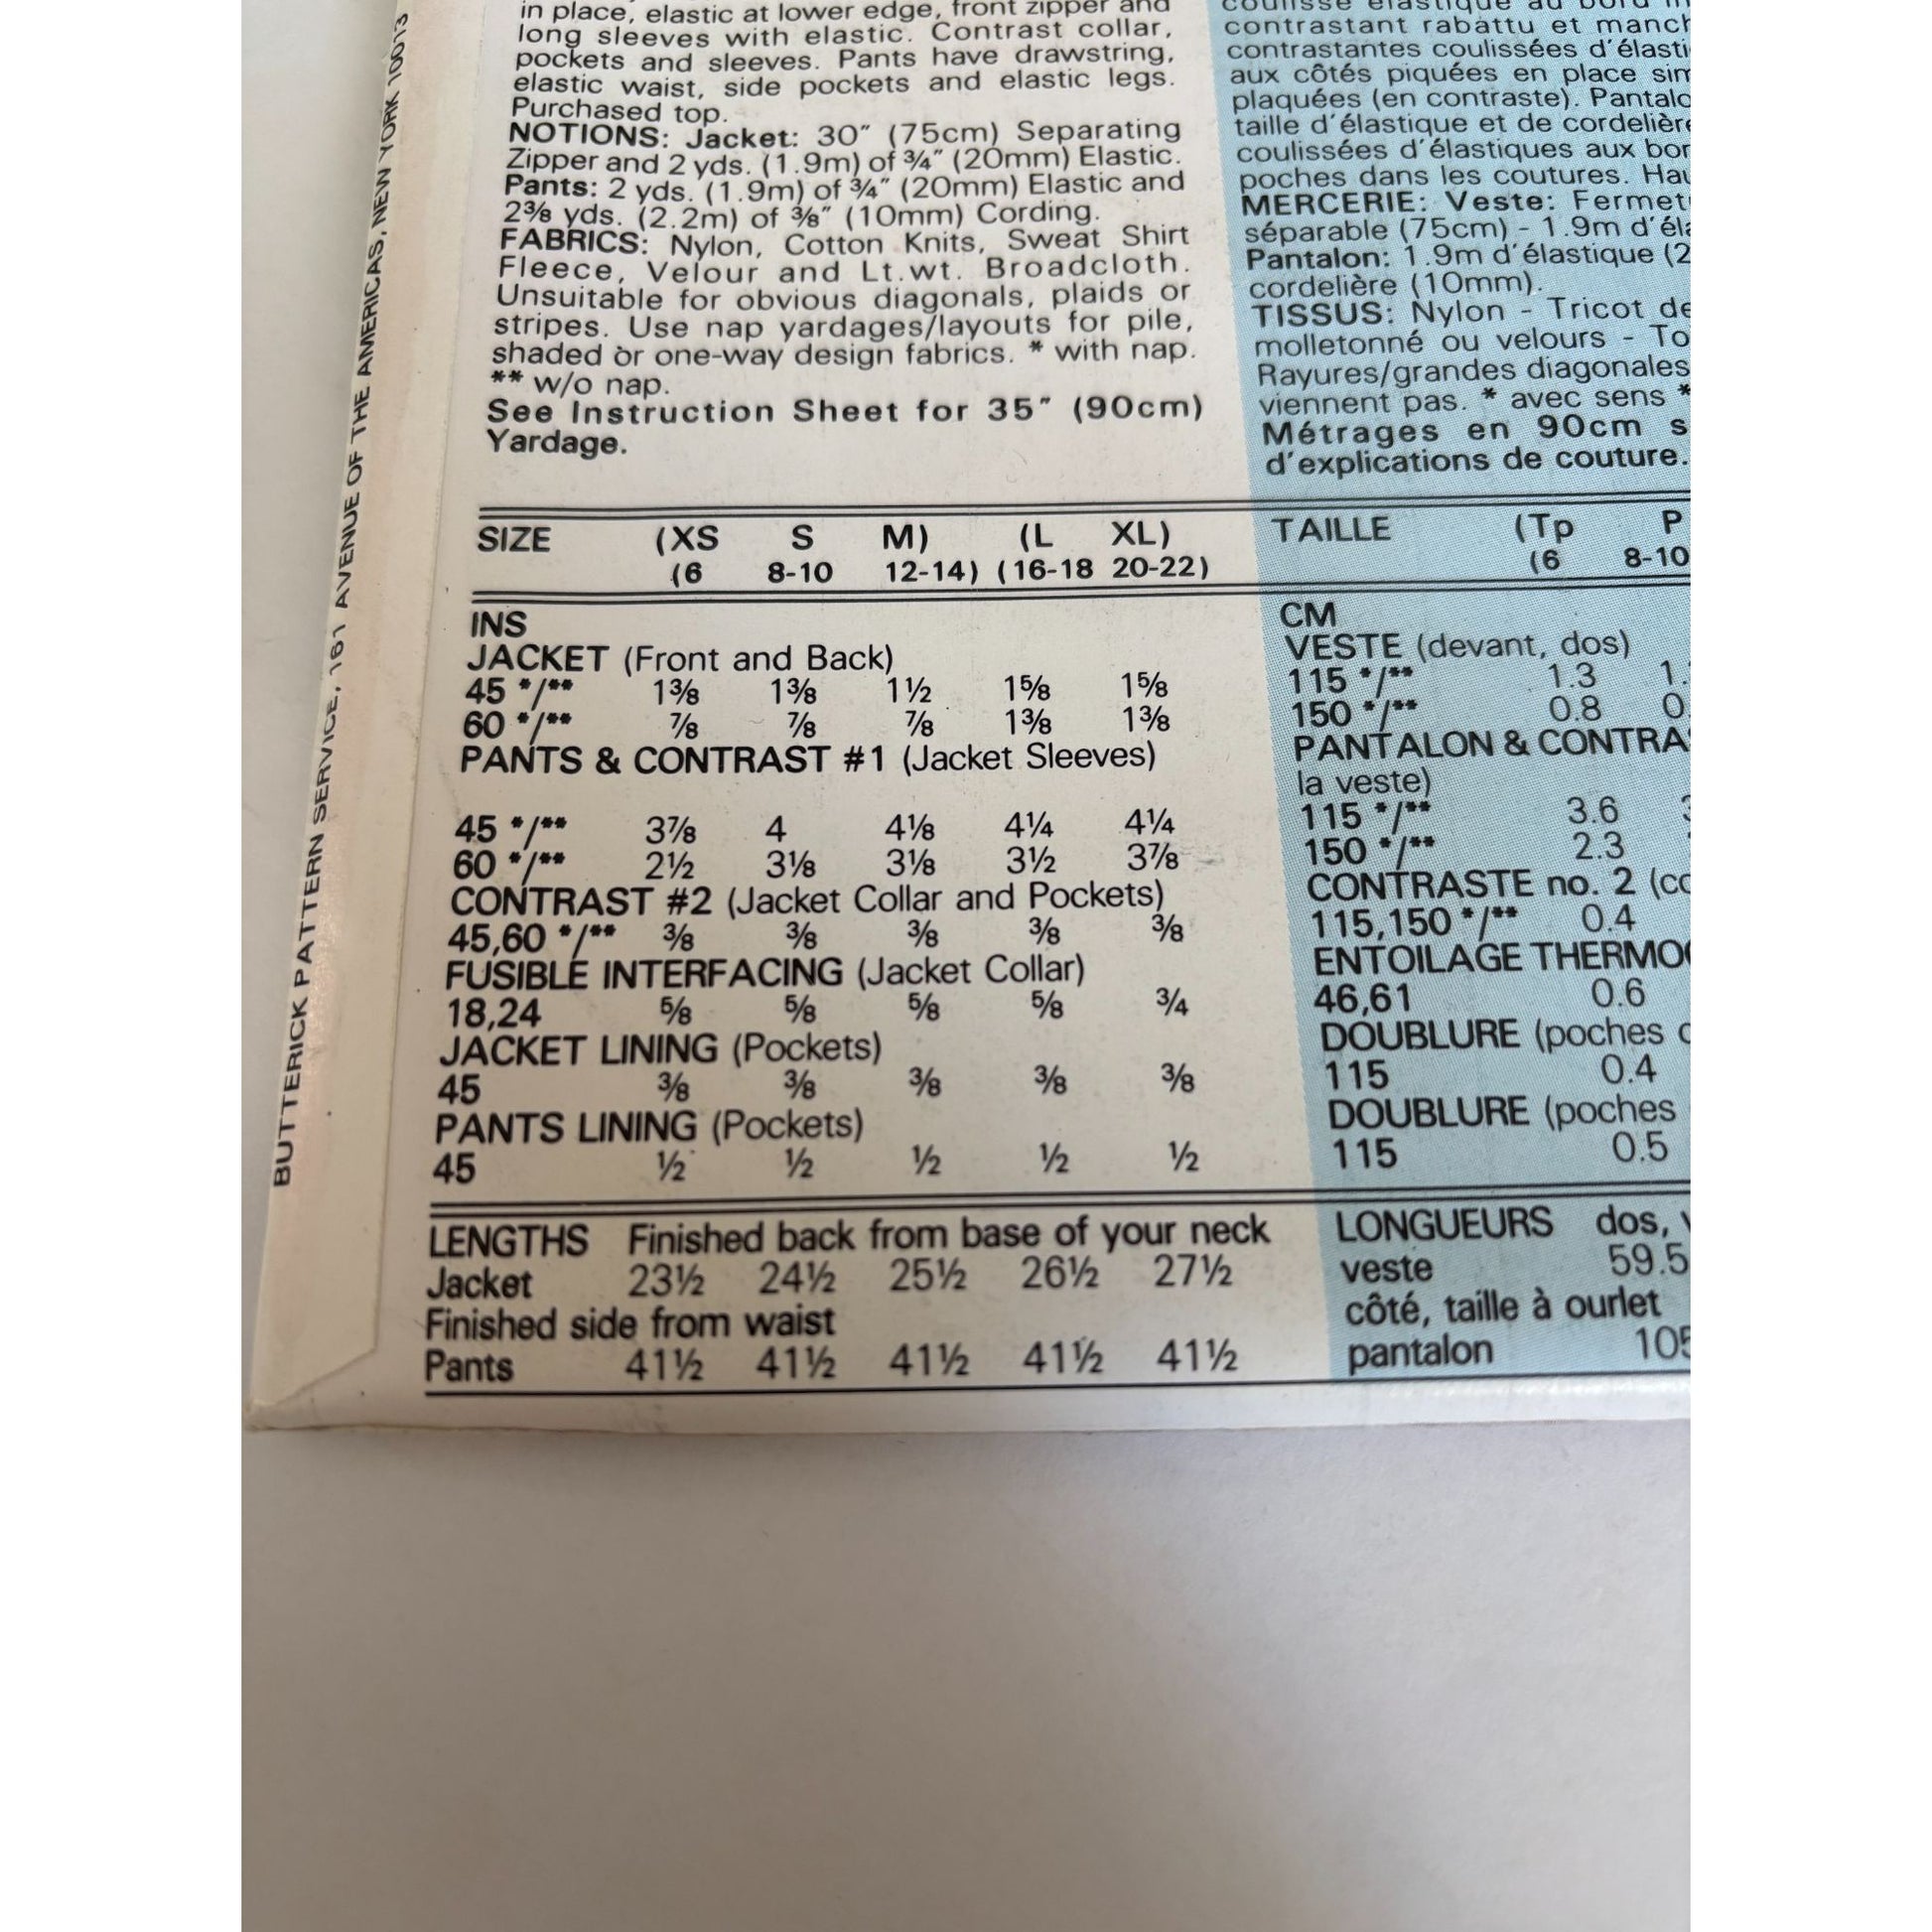 in place, elastic at lower edge, front zipper and
long sleeves with elastic. Contrast collar,
pockets and sleeves. Pants have drawstring,
elastic waist, side pockets and elastic legs.
Purchased top.
NOTIONS: Jacket: 30" (75cm) Separating
Zipper and 2 yds. (1.9m) of ¾" (20mm) Elastic.
Pants: 2 yds. (1.9m) of ¾" (20mm) Elastic and
2⅜ yds. (2.2m) of ⅜" (10mm) Cording.
FABRICS: Nylon, Cotton Knits, Sweat Shirt
Fleece, Velour and Lt.wt. Broadcloth.
Unsuitable for obvious diagonals, plaids or
stripes. Use nap yardages/layouts for pile,
shaded or one-way design fabrics. * with nap.
** w/o nap.
See Instruction Sheet for 35" (90cm)
Yardage.
SIZE (XS S M) (L XL)
(6 8-10 12-14) (16-18 20-22)
INS
JACKET (Front and Back)
45 */** 1⅜ 1⅜ 1½ 1⅝ 1⅝
60 */** ⅞ ⅞ ⅞ 1⅜ 1⅜
PANTS & CONTRAST #1 (Jacket Sleeves)
45 */** 3⅞ 4 4⅛ 4¼ 4¼
60 */** 2½ 3⅛ 3⅛ 3½ 3⅞
CONTRAST #2 (Jacket Collar and Pockets)
45,60 */** ⅜ ⅜ ⅜ ⅜ ⅜
FUSIBLE INTERFACING (Jacket Collar)
18,24 ⅝ ⅝ ⅝ ⅝ ¾
JACKET LINING (Pockets)
45 ⅜ ⅜ ⅜ ⅜ ⅜
PANTS LINING (Pockets)
45 ½ ½ ½ ½ ½
LENGTHS Finished back from base of your neck
Jacket 23½ 24½ 25½ 26½ 27½
Finished side from waist
Pants 41½ 41½ 41½ 41½ 41½
contrastant rabattu et manch
contrastantes coulissées d'élasti
aux côtés piquées en place sim
plaquées (en contraste). Pantalo
taille d'élastique et de cordelièr
coulissées d'élastiques aux bor
poches dans les coutures. Hau
MERCERIE: Veste: Fermet
séparable (75cm) - 1.9m d'éla
Pantalon: 1.9m d'élastique (2
cordelière (10mm).
TISSUS: Nylon - Tricot de
molletonné ou velours - To
Rayures/grandes diagonales
viennent pas. * avec sens *
Métrages en 90cm s
d'explications de couture.
TAILLE (Tp P
(6 8-10
CM
VESTE (devant, dos)
115 */** 1.3 1.
150 */** 0.8 0.
PANTALON & CONTRA
la veste)
115 */** 3.6
150 */** 2.3
CONTRASTE no. 2 (co
115,150 */** 0.4
ENTOILAGE THERMO
46,61 0.6
DOUBLURE (poches
115 0.4
DOUBLURE (poches
115 0.5
LONGUEURS dos,
veste 59.5
côté, taille à ourlet
pantalon 105
BUTTERICK PATTERN SERVICE, 161 AVENUE OF THE AMERICAS, NEW YORK 10013